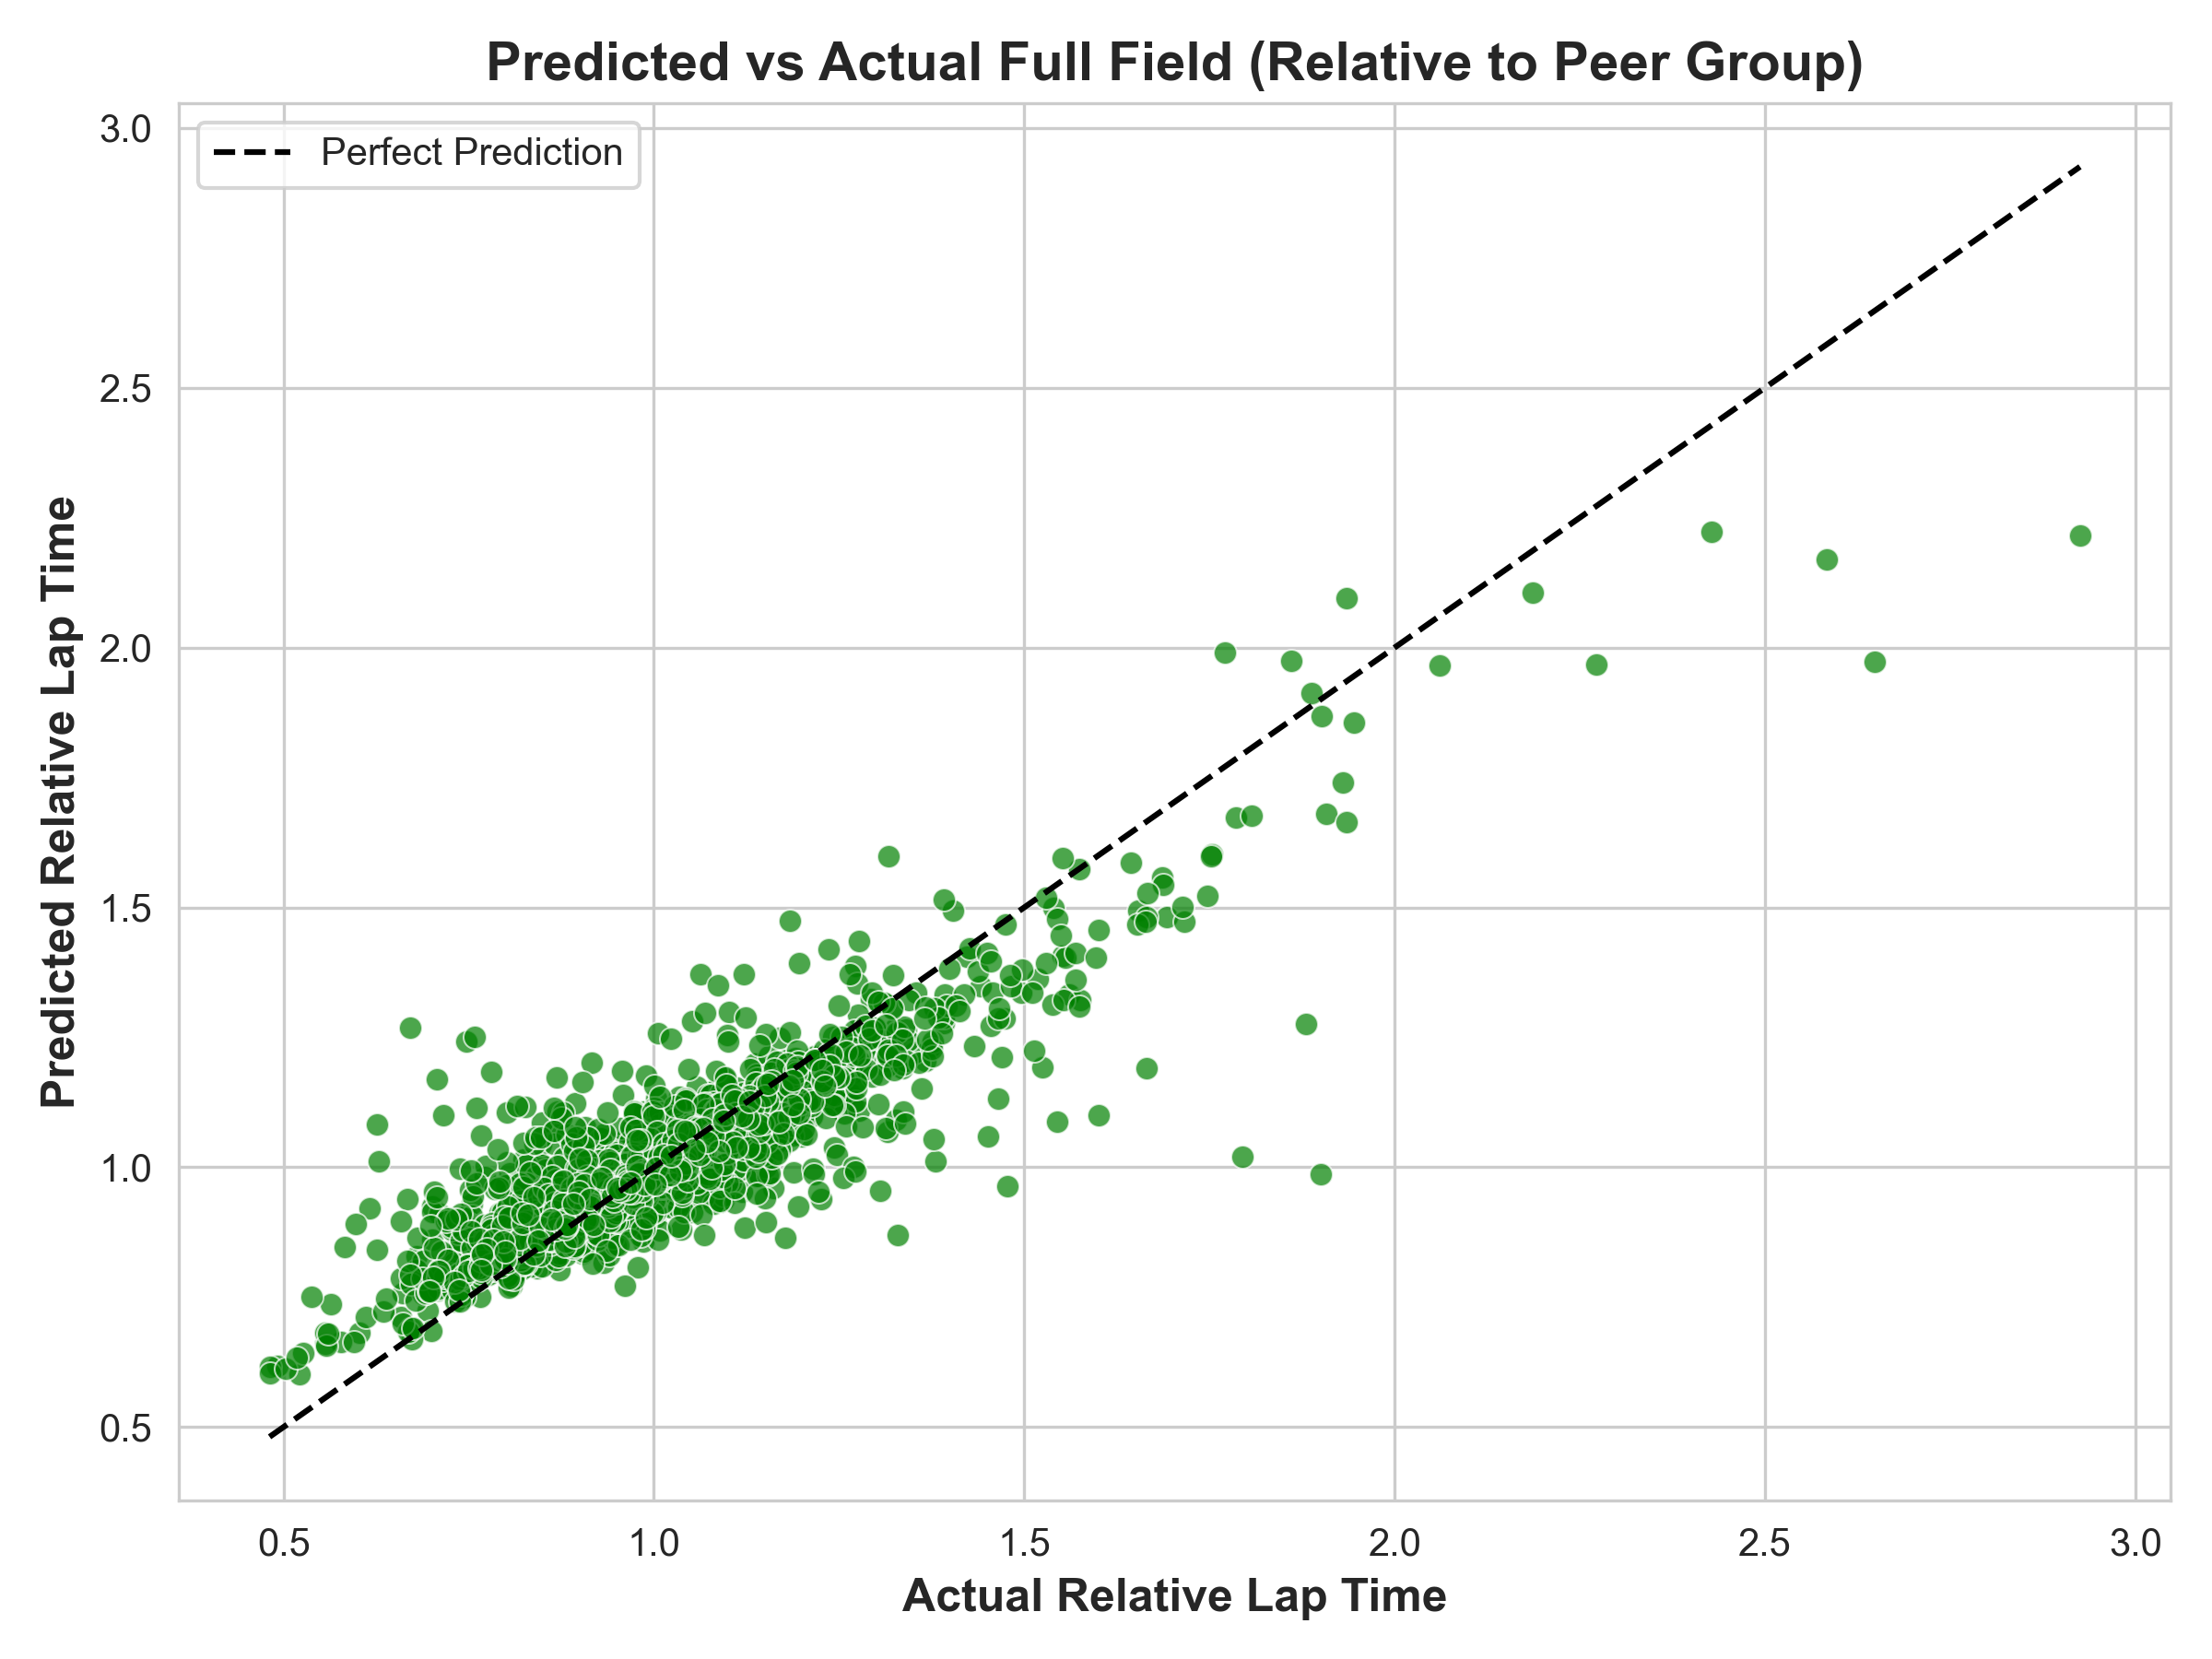 Predicted vs Actual Full Field (Relative to Peer Group)
Perfect Prediction
3.0
2.5
2.0
1.5
1.0
0.5
Predicted Relative Lap Time
0.5 1.0 1.5 2.0 2.5 3.0
Actual Relative Lap Time